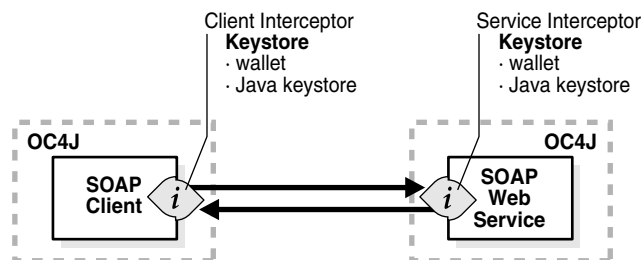 Client Interceptor
Keystore
· wallet
· Java keystore
Service Interceptor
Keystore
· wallet
· Java keystore
OC4J
SOAP
Client
i
i
OC4J
SOAP
Web
Service